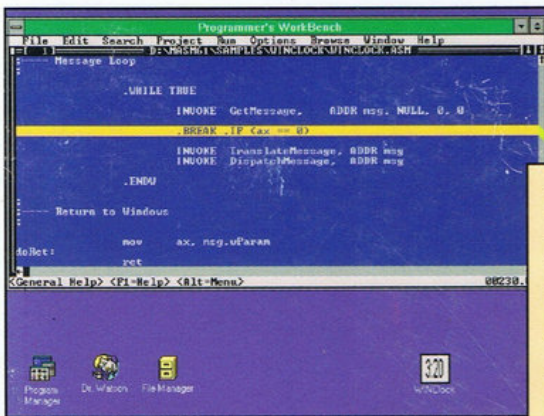 Programmer's WorkBench
File Edit Search Project Run Options Browse Window Help
D:\MASM61\SAMPLES\WINCLOCK\WINCLOCK.ASM
;---- Message Loop
.WHILE TRUE
INVOKE GetMessage, ADDR msg, NULL, 0, 0
.BREAK .IF (ax == 0)
INVOKE TranslateMessage, ADDR msg
INVOKE DispatchMessage, ADDR msg
.ENDW
;---- Return to Windows
mov ax, msg.wParam
doRet:
ret
<General Help> <F1=Help> <Alt=Menu> 00230.
Program Manager
Dr. Watson
File Manager
3:20
WINClock